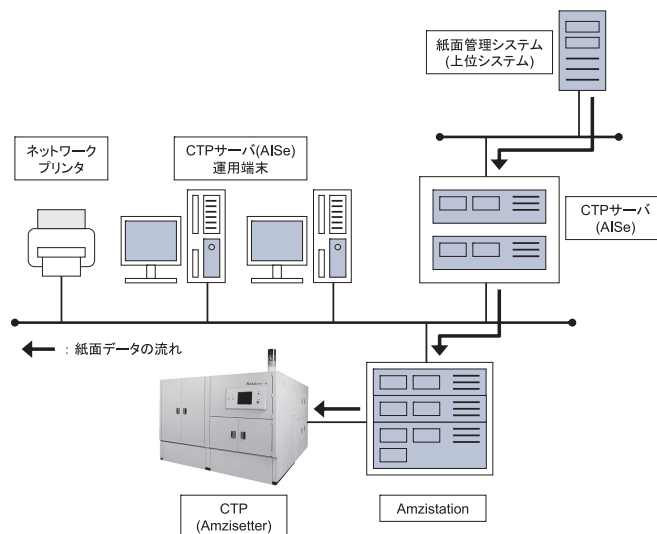 紙面管理システム
(上位システム)
ネットワーク
プリンタ
CTPサーバ(AISe)
運用端末
CTPサーバ
(AISe)
: 紙面データの流れ
CTP
(Amzisetter)
Amzistation